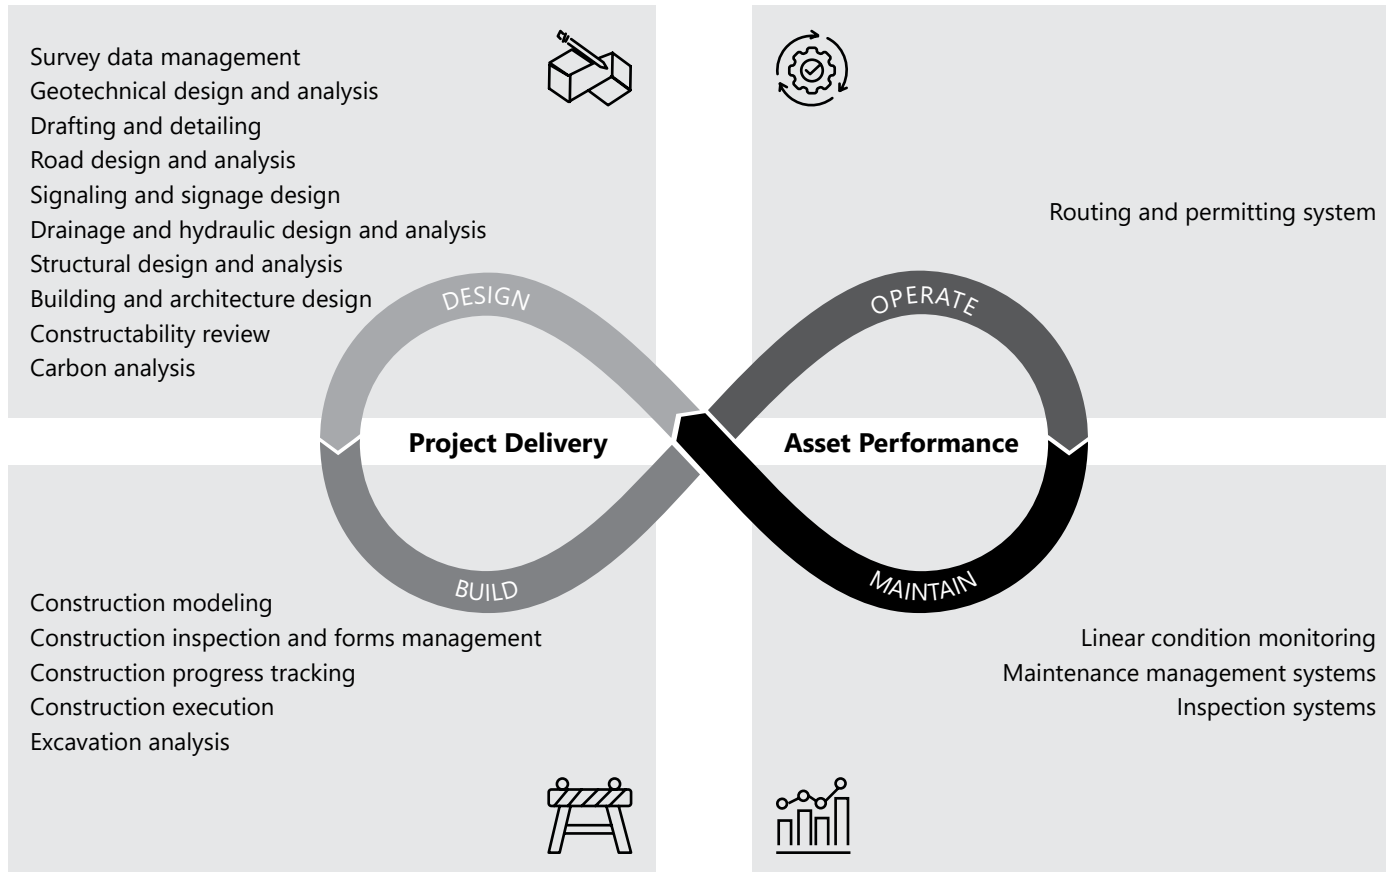 Survey data management
Geotechnical design and analysis
Drafting and detailing
Road design and analysis
Signaling and signage design
Drainage and hydraulic design and analysis
Structural design and analysis
Building and architecture design
Constructability review
Carbon analysis
Routing and permitting system
DESIGN
OPERATE
Project Delivery
Asset Performance
BUILD
MAINTAIN
Construction modeling
Construction inspection and forms management
Construction progress tracking
Construction execution
Excavation analysis
Linear condition monitoring
Maintenance management systems
Inspection systems